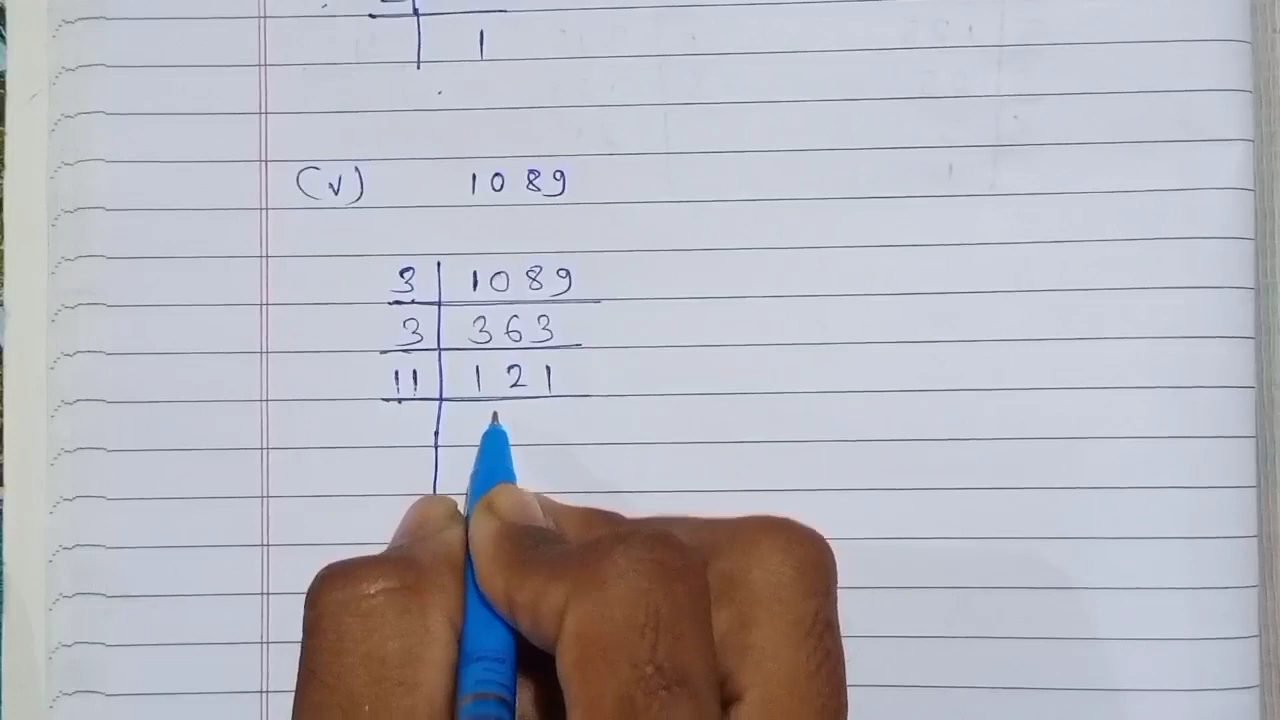 1
(v) 1089
3 | 1089
3 | 363
11 | 121